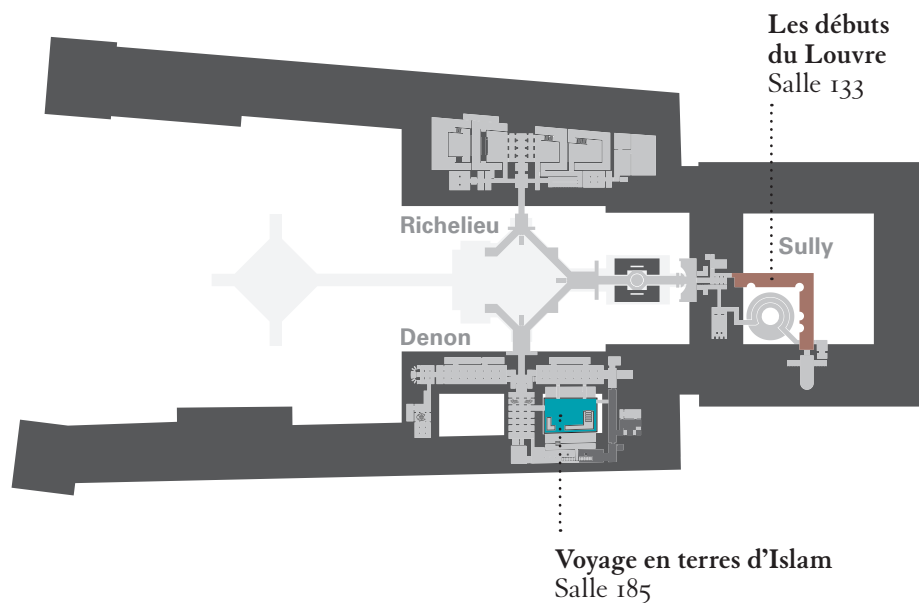 Les débuts
du Louvre
Salle 133
Richelieu
Sully
Denon
Voyage en terres d’Islam
Salle 185